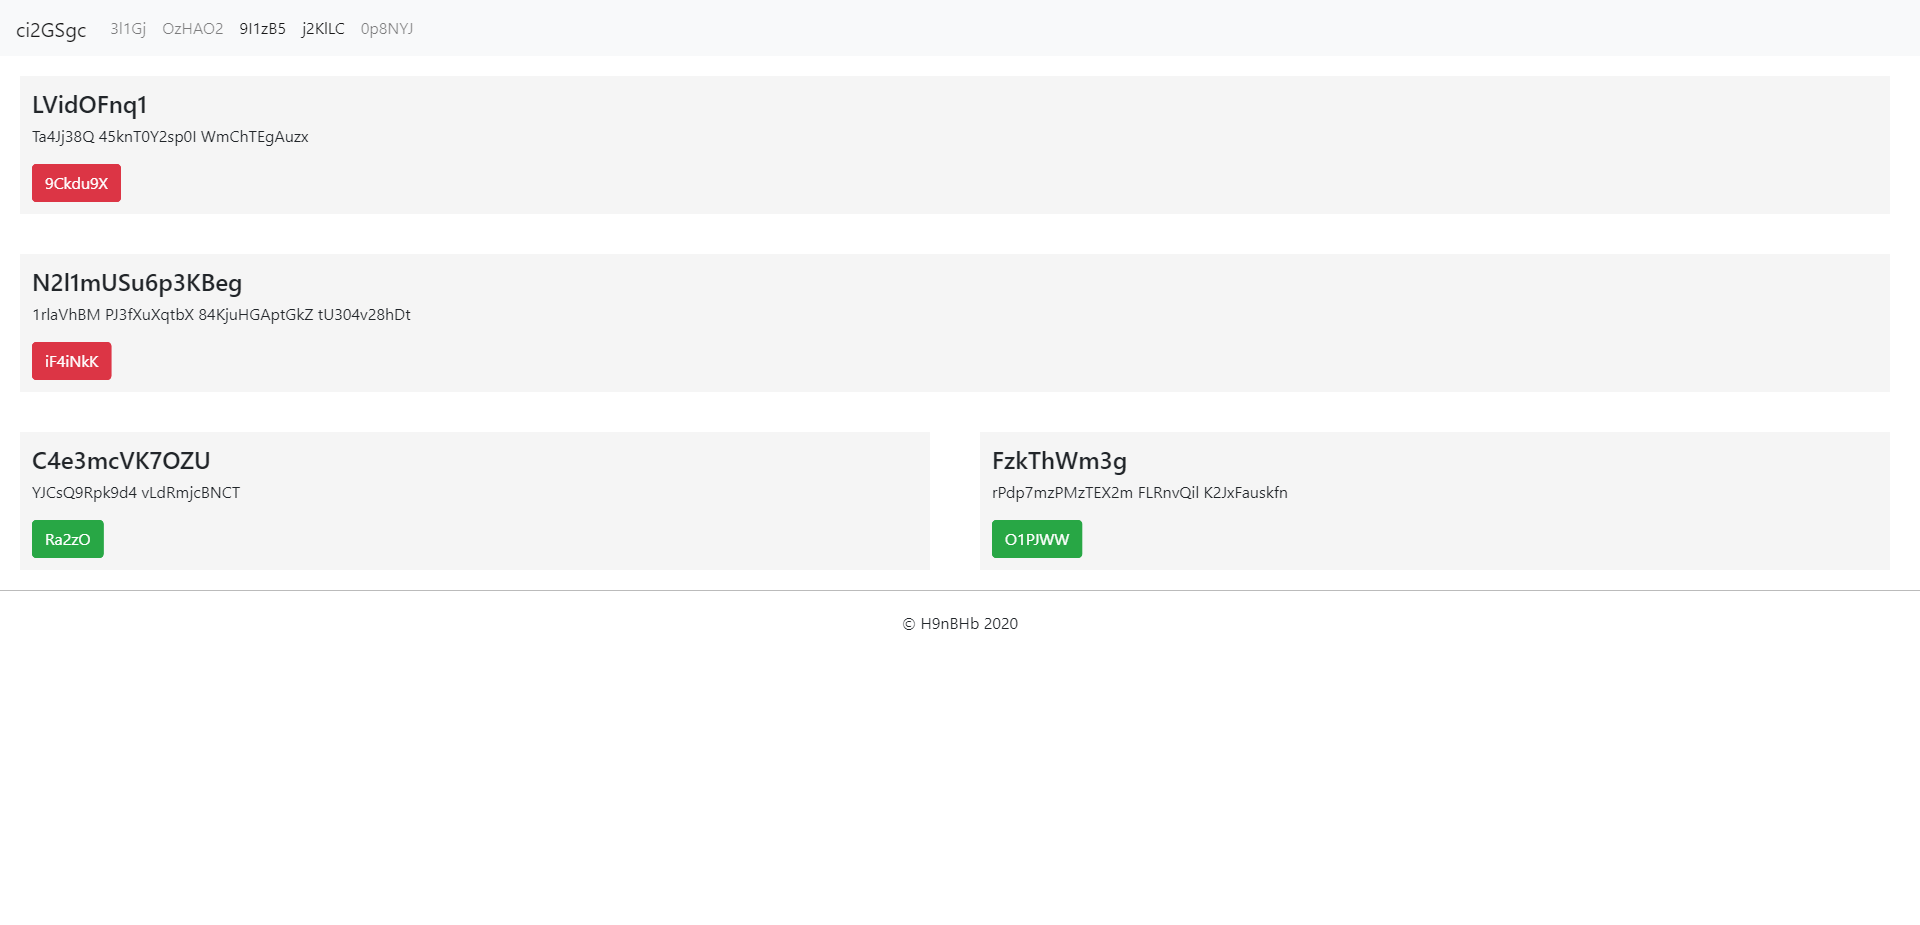 ci2GSgc 3l1Gj OzHAO2 9I1zB5 j2KlLC 0p8NYJ
LVidOFnq1
Ta4Jj38Q 45knT0Y2sp0I WmChTEgAuzx
9Ckdu9X
N2l1mUSu6p3KBeg
1rlaVhBM PJ3fXuXqtbX 84KjuHGAptGkZ tU304v28hDt
iF4iNkK
C4e3mcVK7OZU
YJCsQ9Rpk9d4 vLdRmjcBNCT
Ra2zO
FzkThWm3g
rPdp7mzPMzTEX2m FLRnvQil K2JxFauskfn
O1PJWW
© H9nBHb 2020